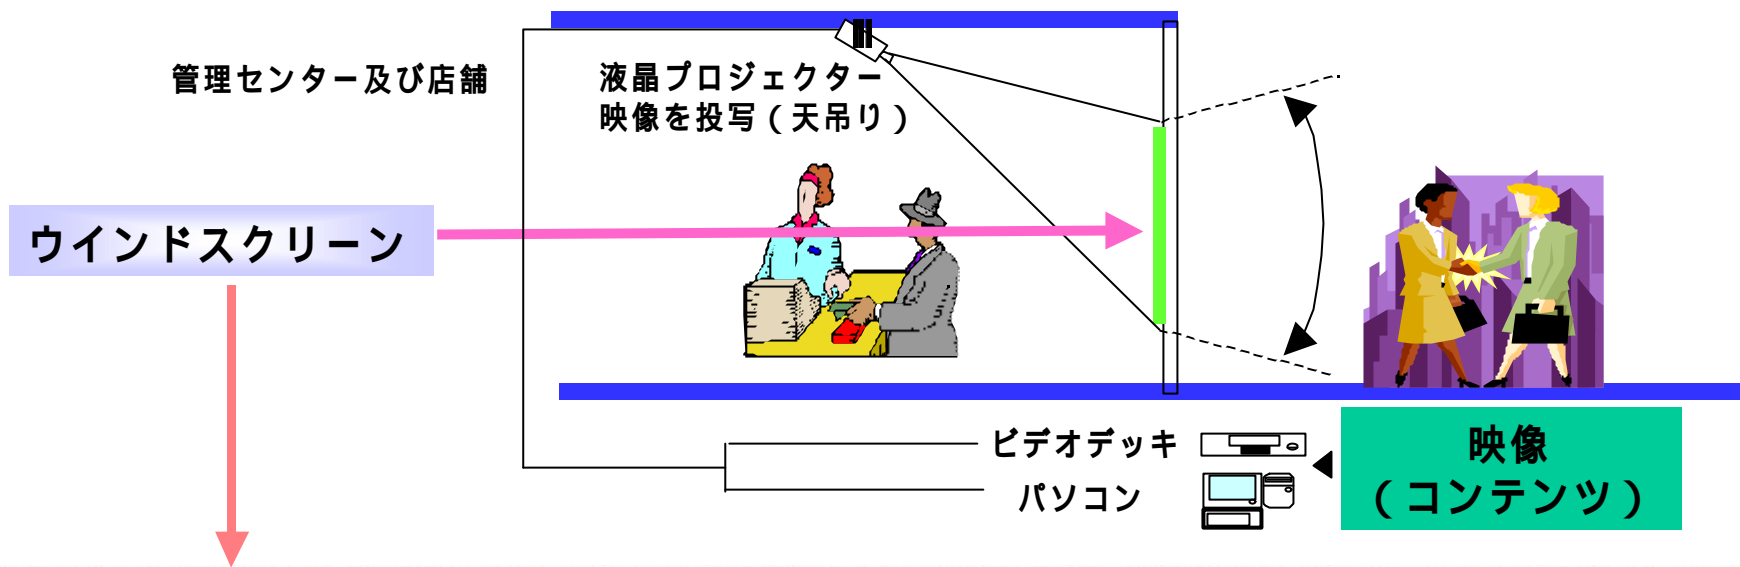 管理センター及び店舗
液晶プロジェクター
映像を投写（天吊り）
ウインドスクリーン
ビデオデッキ
パソコン
映像
（コンテンツ）